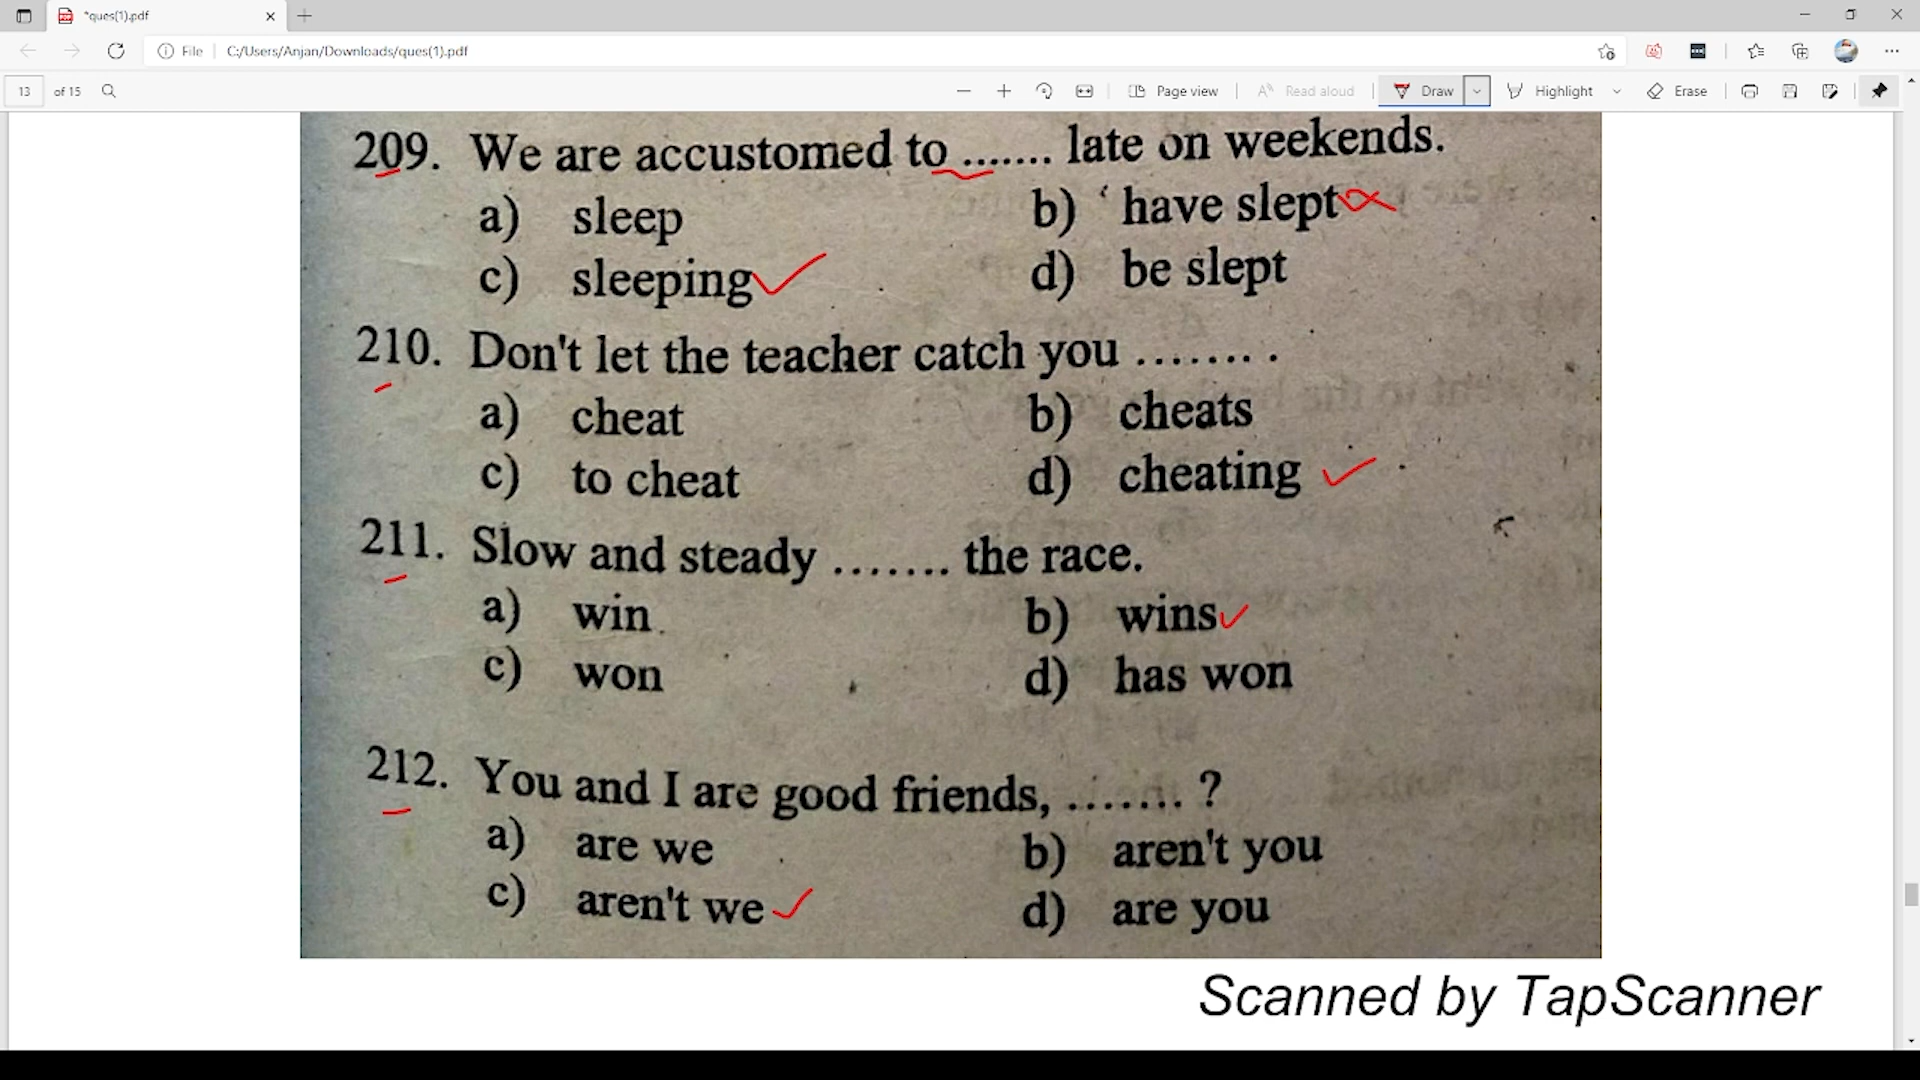 *ques(1).pdf
File C:/Users/Anjan/Downloads/ques(1).pdf
13 of 15 Page view Read aloud Draw Highlight Erase
209. We are accustomed to ....... late on weekends.
a) sleep b) ‘ have slept
c) sleeping d) be slept
210. Don't let the teacher catch you ........ .
a) cheat b) cheats
c) to cheat d) cheating
211. Slow and steady ....... the race.
a) win b) wins
c) won d) has won
212. You and I are good friends, ....... ?
a) are we b) aren't you
c) aren't we d) are you
Scanned by TapScanner